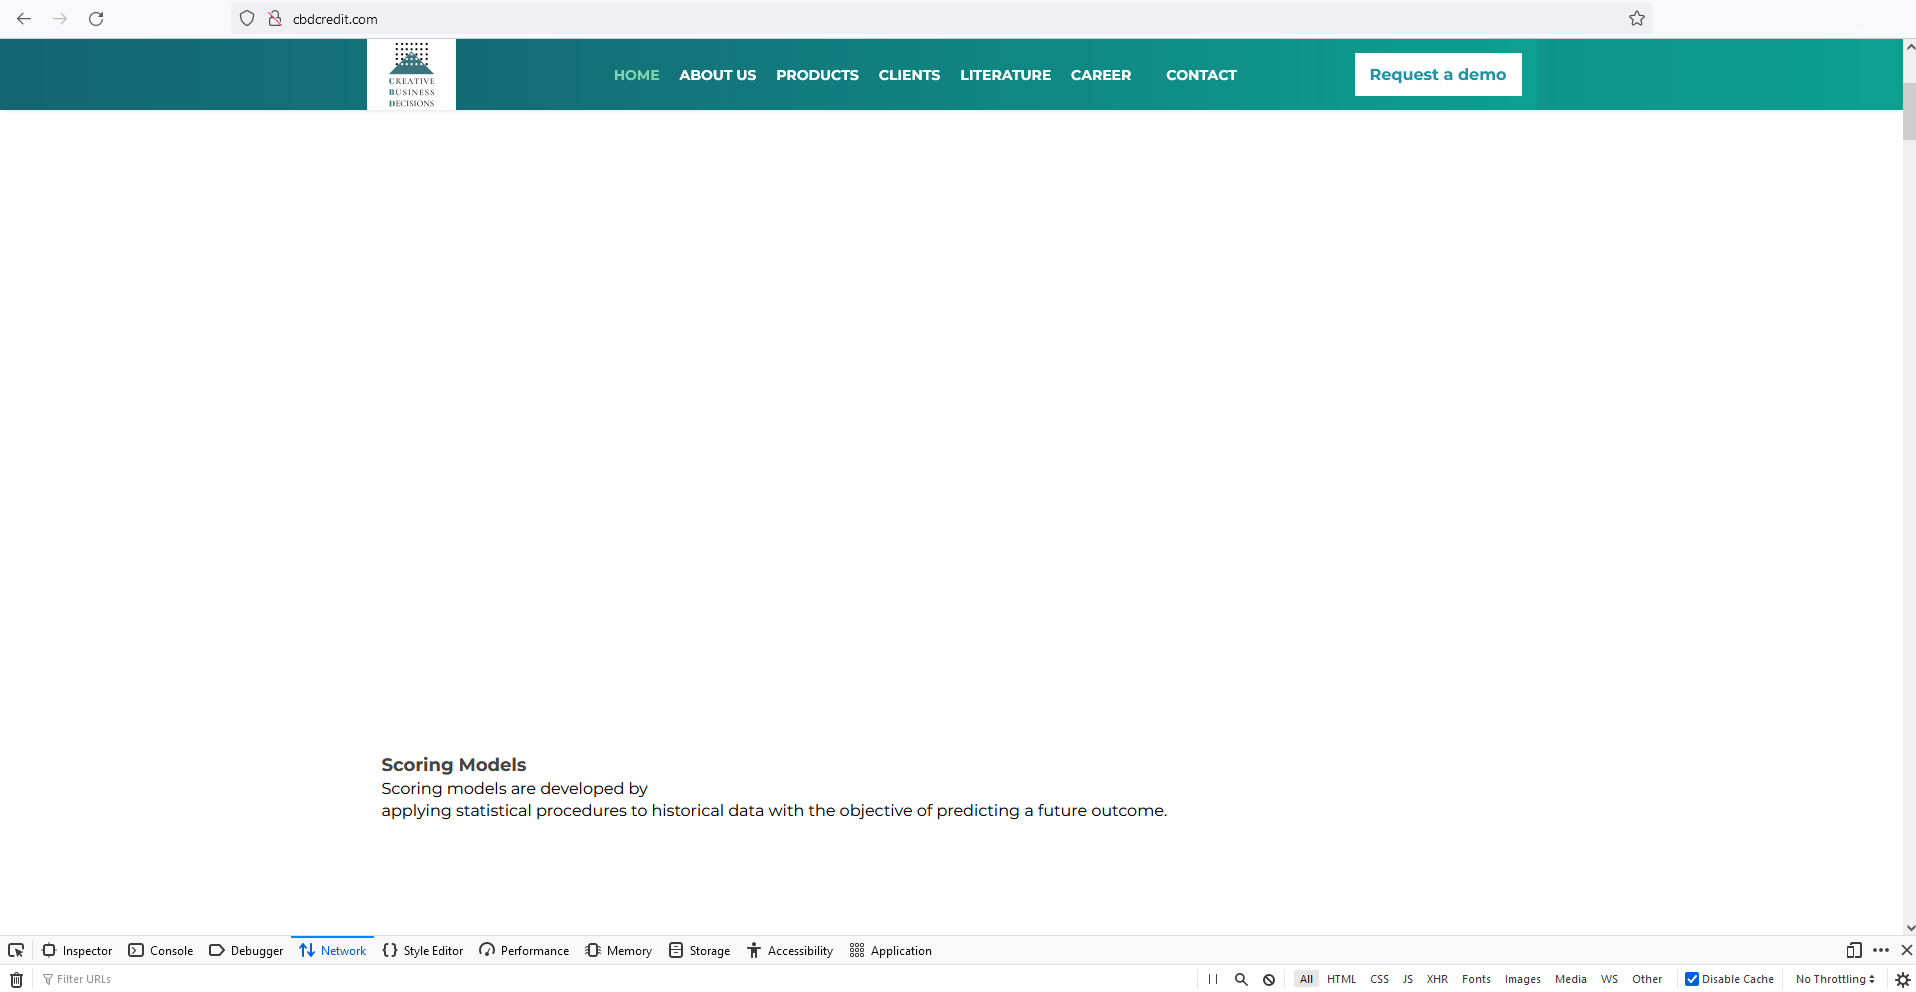 cbdcredit.com
CREATIVE
BUSINESS
DECISIONS
HOME ABOUT US PRODUCTS CLIENTS LITERATURE CAREER CONTACT Request a demo
Scoring Models
Scoring models are developed by
applying statistical procedures to historical data with the objective of predicting a future outcome.
Inspector Console Debugger Network Style Editor Performance Memory Storage Accessibility Application
Filter URLs All HTML CSS JS XHR Fonts Images Media WS Other Disable Cache No Throttling